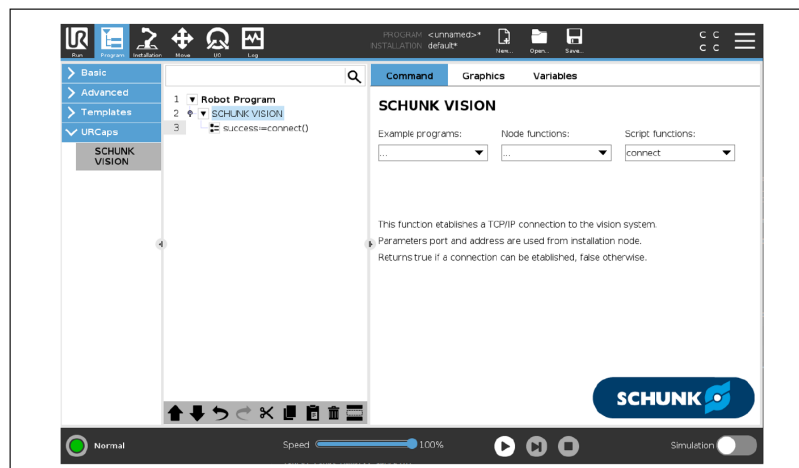 PROGRAM <unnamed>*
INSTALLATION default*
Run Program Installation Move I/O Log
New... Open... Save...
C C
C C
Basic
Advanced
Templates
URCaps
SCHUNK
VISION
1 Robot Program
2 SCHUNK VISION
3 success:=connect()
Command Graphics Variables
SCHUNK VISION
Example programs: Node functions: Script functions:
... ... connect
This function etablishes a TCP/IP connection to the vision system.
Parameters port and address are used from installation node.
Returns true if a connection can be etablished, false otherwise.
SCHUNK
Normal
Speed 100%
Simulation